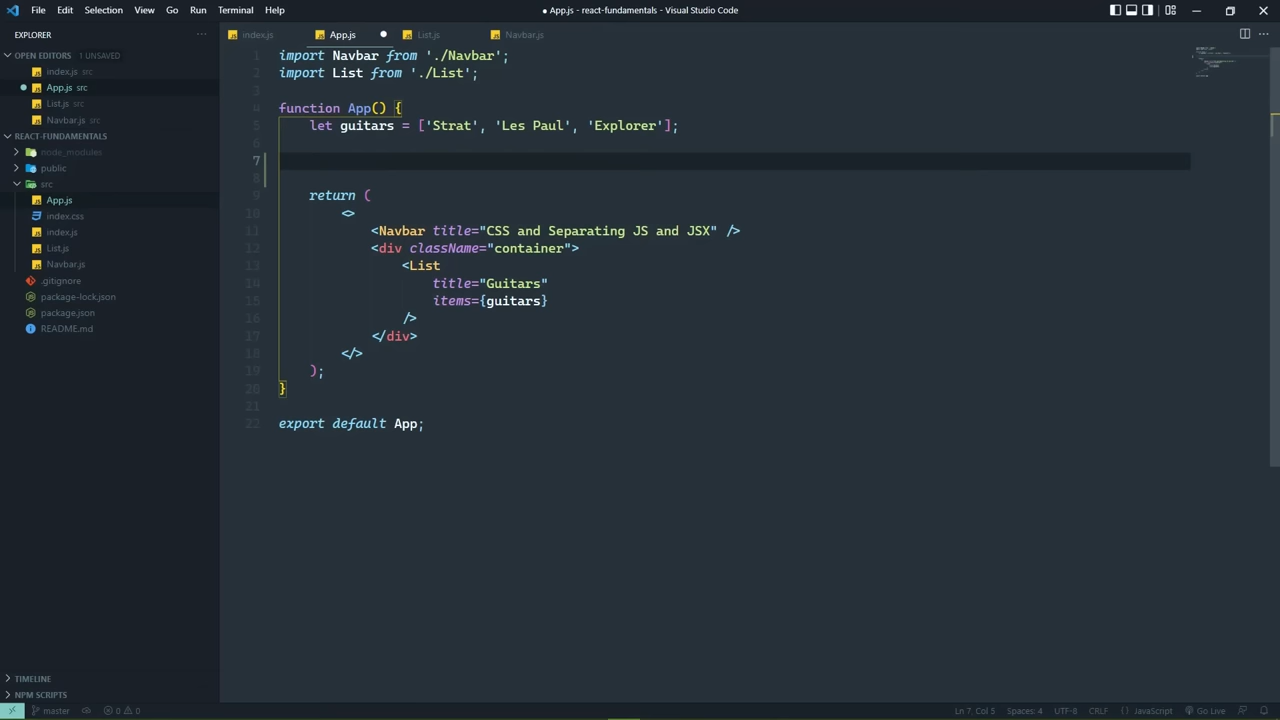 File Edit Selection View Go Run Terminal Help
● App.js - react-fundamentals - Visual Studio Code
EXPLORER
OPEN EDITORS 1 UNSAVED
index.js src
App.js src
List.js src
Navbar.js src
REACT-FUNDAMENTALS
node_modules
public
src
App.js
index.css
index.js
List.js
Navbar.js
.gitignore
package-lock.json
package.json
README.md
TIMELINE
NPM SCRIPTS
index.js App.js List.js Navbar.js
1 import Navbar from './Navbar';
2 import List from './List';
3
4 function App() {
5 let guitars = ['Strat', 'Les Paul', 'Explorer'];
6
7
8
9 return (
10 <>
11 <Navbar title="CSS and Separating JS and JSX" />
12 <div className="container">
13 <List
14 title="Guitars"
15 items={guitars}
16 />
17 </div>
18 </>
19 );
20 }
21
22 export default App;
master 0 0
Ln 7, Col 5 Spaces: 4 UTF-8 CRLF {} JavaScript Go Live